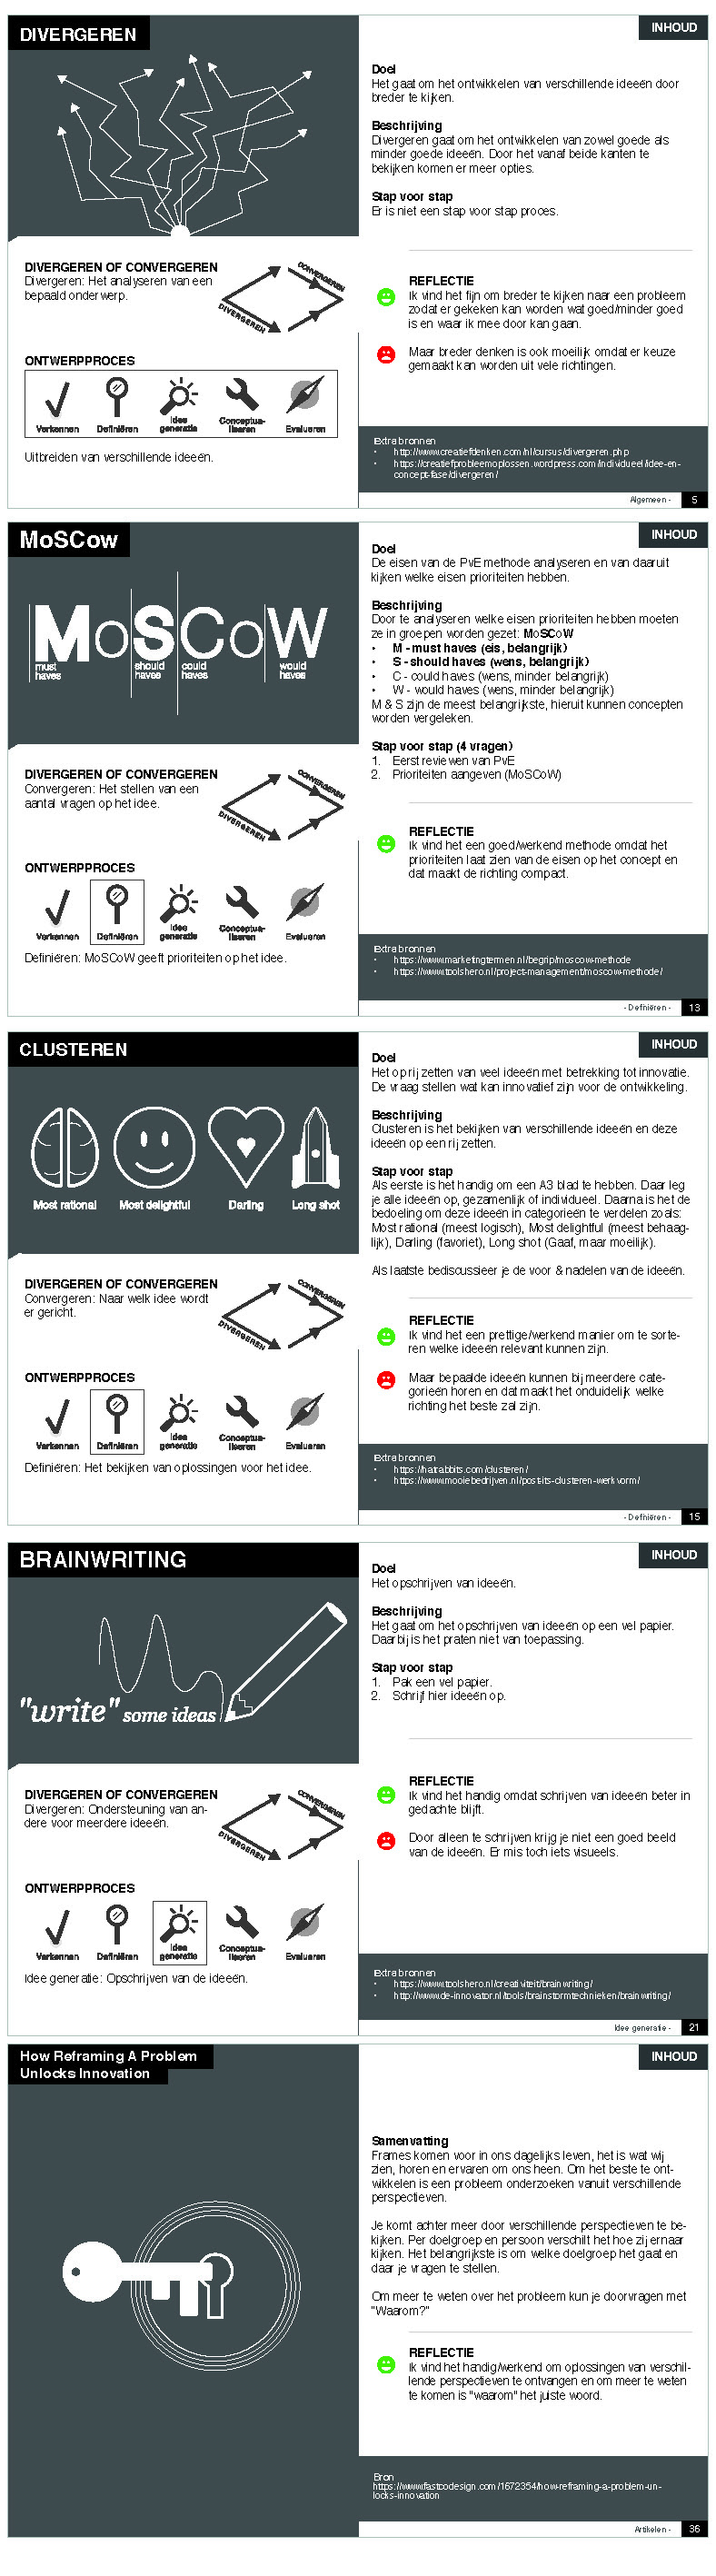 DIVERGEREN
INHOUD
Doel
Het gaat om het ontwikkelen van verschillende ideeën door
breder te kijken.
Beschrijving
Divergeren gaat om het ontwikkelen van zowel goede als
minder goede ideeën. Door het vanaf beide kanten te
bekijken komen er meer opties.
Stap voor stap
Er is niet een stap voor stap proces.
DIVERGEREN OF CONVERGEREN
Divergeren: Het analyseren van een
bepaald onderwerp.
CONVERGEREN
DIVERGEREN
ONTWERPPROCES
Verkennen
Definiëren
Idee
generatie
Conceptua-
liseren
Evalueren
Uitbreiden van verschillende ideeën.
REFLECTIE
Ik vind het fijn om breder te kijken naar een probleem
zodat er gekeken kan worden wat goed/minder goed
is en waar ik mee door kan gaan.
Maar breder denken is ook moeilijk omdat er keuze
gemaakt kan worden uit vele richtingen.
Extra bronnen
• http://www.creatiefdenken.com/nl/cursus/divergeren.php
• https://creatiefprobleemoplossen.wordpress.com/individueel/idee-en-
concept-fase/divergeren/
Algemeen - 5
MoSCow
INHOUD
MoSCoW
must
haves
should
haves
could
haves
would
haves
Doel
De eisen van de PvE methode analyseren en van daaruit
kijken welke eisen prioriteiten hebben.
Beschrijving
Door te analyseren welke eisen prioriteiten hebben moeten
ze in groepen worden gezet: MoSCoW
• M - must haves (eis, belangrijk)
• S - should haves (wens, belangrijk)
• C - could haves (wens, minder belangrijk)
• W - would haves (wens, minder belangrijk)
M & S zijn de meest belangrijkste, hieruit kunnen concepten
worden vergeleken.
Stap voor stap (4 vragen)
1. Eerst reviewen van PvE
2. Prioriteiten aangeven (MoSCoW)
DIVERGEREN OF CONVERGEREN
Convergeren: Het stellen van een
aantal vragen op het idee.
CONVERGEREN
DIVERGEREN
ONTWERPPROCES
Verkennen
Definiëren
Idee
generatie
Conceptua-
liseren
Evalueren
Definiëren: MoSCoW geeft prioriteiten op het idee.
REFLECTIE
Ik vind het een goed/werkend methode omdat het
prioriteiten laat zien van de eisen op het concept en
dat maakt de richting compact.
Extra bronnen
• https://www.marketingtermen.nl/begrip/moscow-methode
• https://www.toolshero.nl/project-management/moscow-methode/
- Definiëren - 13
CLUSTEREN
INHOUD
Most rational
Most delightful
Darling
Long shot
Doel
Het op rij zetten van veel ideeën met betrekking tot innovatie.
De vraag stellen wat kan innovatief zijn voor de ontwikkeling.
Beschrijving
Clusteren is het bekijken van verschillende ideeën en deze
ideeën op een rij zetten.
Stap voor stap
Als eerste is het handig om een A3 blad te hebben. Daar leg
je alle ideeën op, gezamenlijk of individueel. Daarna is het de
bedoeling om deze ideeën in categorieën te verdelen zoals:
Most rational (meest logisch), Most delightful (meest behaag-
lijk), Darling (favoriet), Long shot (Gaaf, maar moeilijk).
Als laatste bediscussieer je de voor & nadelen van de ideeën.
DIVERGEREN OF CONVERGEREN
Convergeren: Naar welk idee wordt
er gericht.
CONVERGEREN
DIVERGEREN
ONTWERPPROCES
Verkennen
Definiëren
Idee
generatie
Conceptua-
liseren
Evalueren
Definiëren: Het bekijken van oplossingen voor het idee.
REFLECTIE
Ik vind het een prettige/werkend manier om te sorte-
ren welke ideeën relevant kunnen zijn.
Maar bepaalde ideeën kunnen bij meerdere cate-
gorieën horen en dat maakt het onduidelijk welke
richting het beste zal zijn.
Extra bronnen
• https://hatrabbits.com/clusteren/
• https://www.mooiebedrijven.nl/post-its-clusteren-werkvorm/
- Definiëren - 15
BRAINWRITING
INHOUD
"write" some ideas
Doel
Het opschrijven van ideeën.
Beschrijving
Het gaat om het opschrijven van ideeën op een vel papier.
Daarbij is het praten niet van toepassing.
Stap voor stap
1. Pak een vel papier.
2. Schrijf hier ideeën op.
DIVERGEREN OF CONVERGEREN
Divergeren: Ondersteuning van an-
dere voor meerdere ideeën.
CONVERGEREN
DIVERGEREN
ONTWERPPROCES
Verkennen
Definiëren
Idee
generatie
Conceptua-
liseren
Evalueren
Idee generatie: Opschrijven van de ideeën.
REFLECTIE
Ik vind het handig omdat schrijven van ideeën beter in
gedachte blijft.
Door alleen te schrijven krijg je niet een goed beeld
van de ideeën. Er mis toch iets visueels.
Extra bronnen
• https://www.toolshero.nl/creativiteit/brainwriting/
• http://www.de-innovator.nl/tools/brainstormtechnieken/brainwriting/
Idee generatie - 21
How Reframing A Problem
Unlocks Innovation
INHOUD
Samenvatting
Frames komen voor in ons dagelijks leven, het is wat wij
zien, horen en ervaren om ons heen. Om het beste te ont-
wikkelen is een probleem onderzoeken vanuit verschillende
perspectieven.
Je komt achter meer door verschillende perspectieven te be-
kijken. Per doelgroep en persoon verschilt het hoe zij ernaar
kijken. Het belangrijkste is om welke doelgroep het gaat en
daar je vragen te stellen.
Om meer te weten over het probleem kun je doorvragen met
"Waarom?"
REFLECTIE
Ik vind het handig/werkend om oplossingen van verschil-
lende perspectieven te ontvangen en om meer te weten
te komen is "waarom" het juiste woord.
Bron
https://www.fastcodesign.com/1672354/how-reframing-a-problem-un-
locks-innovation
Artikelen - 36